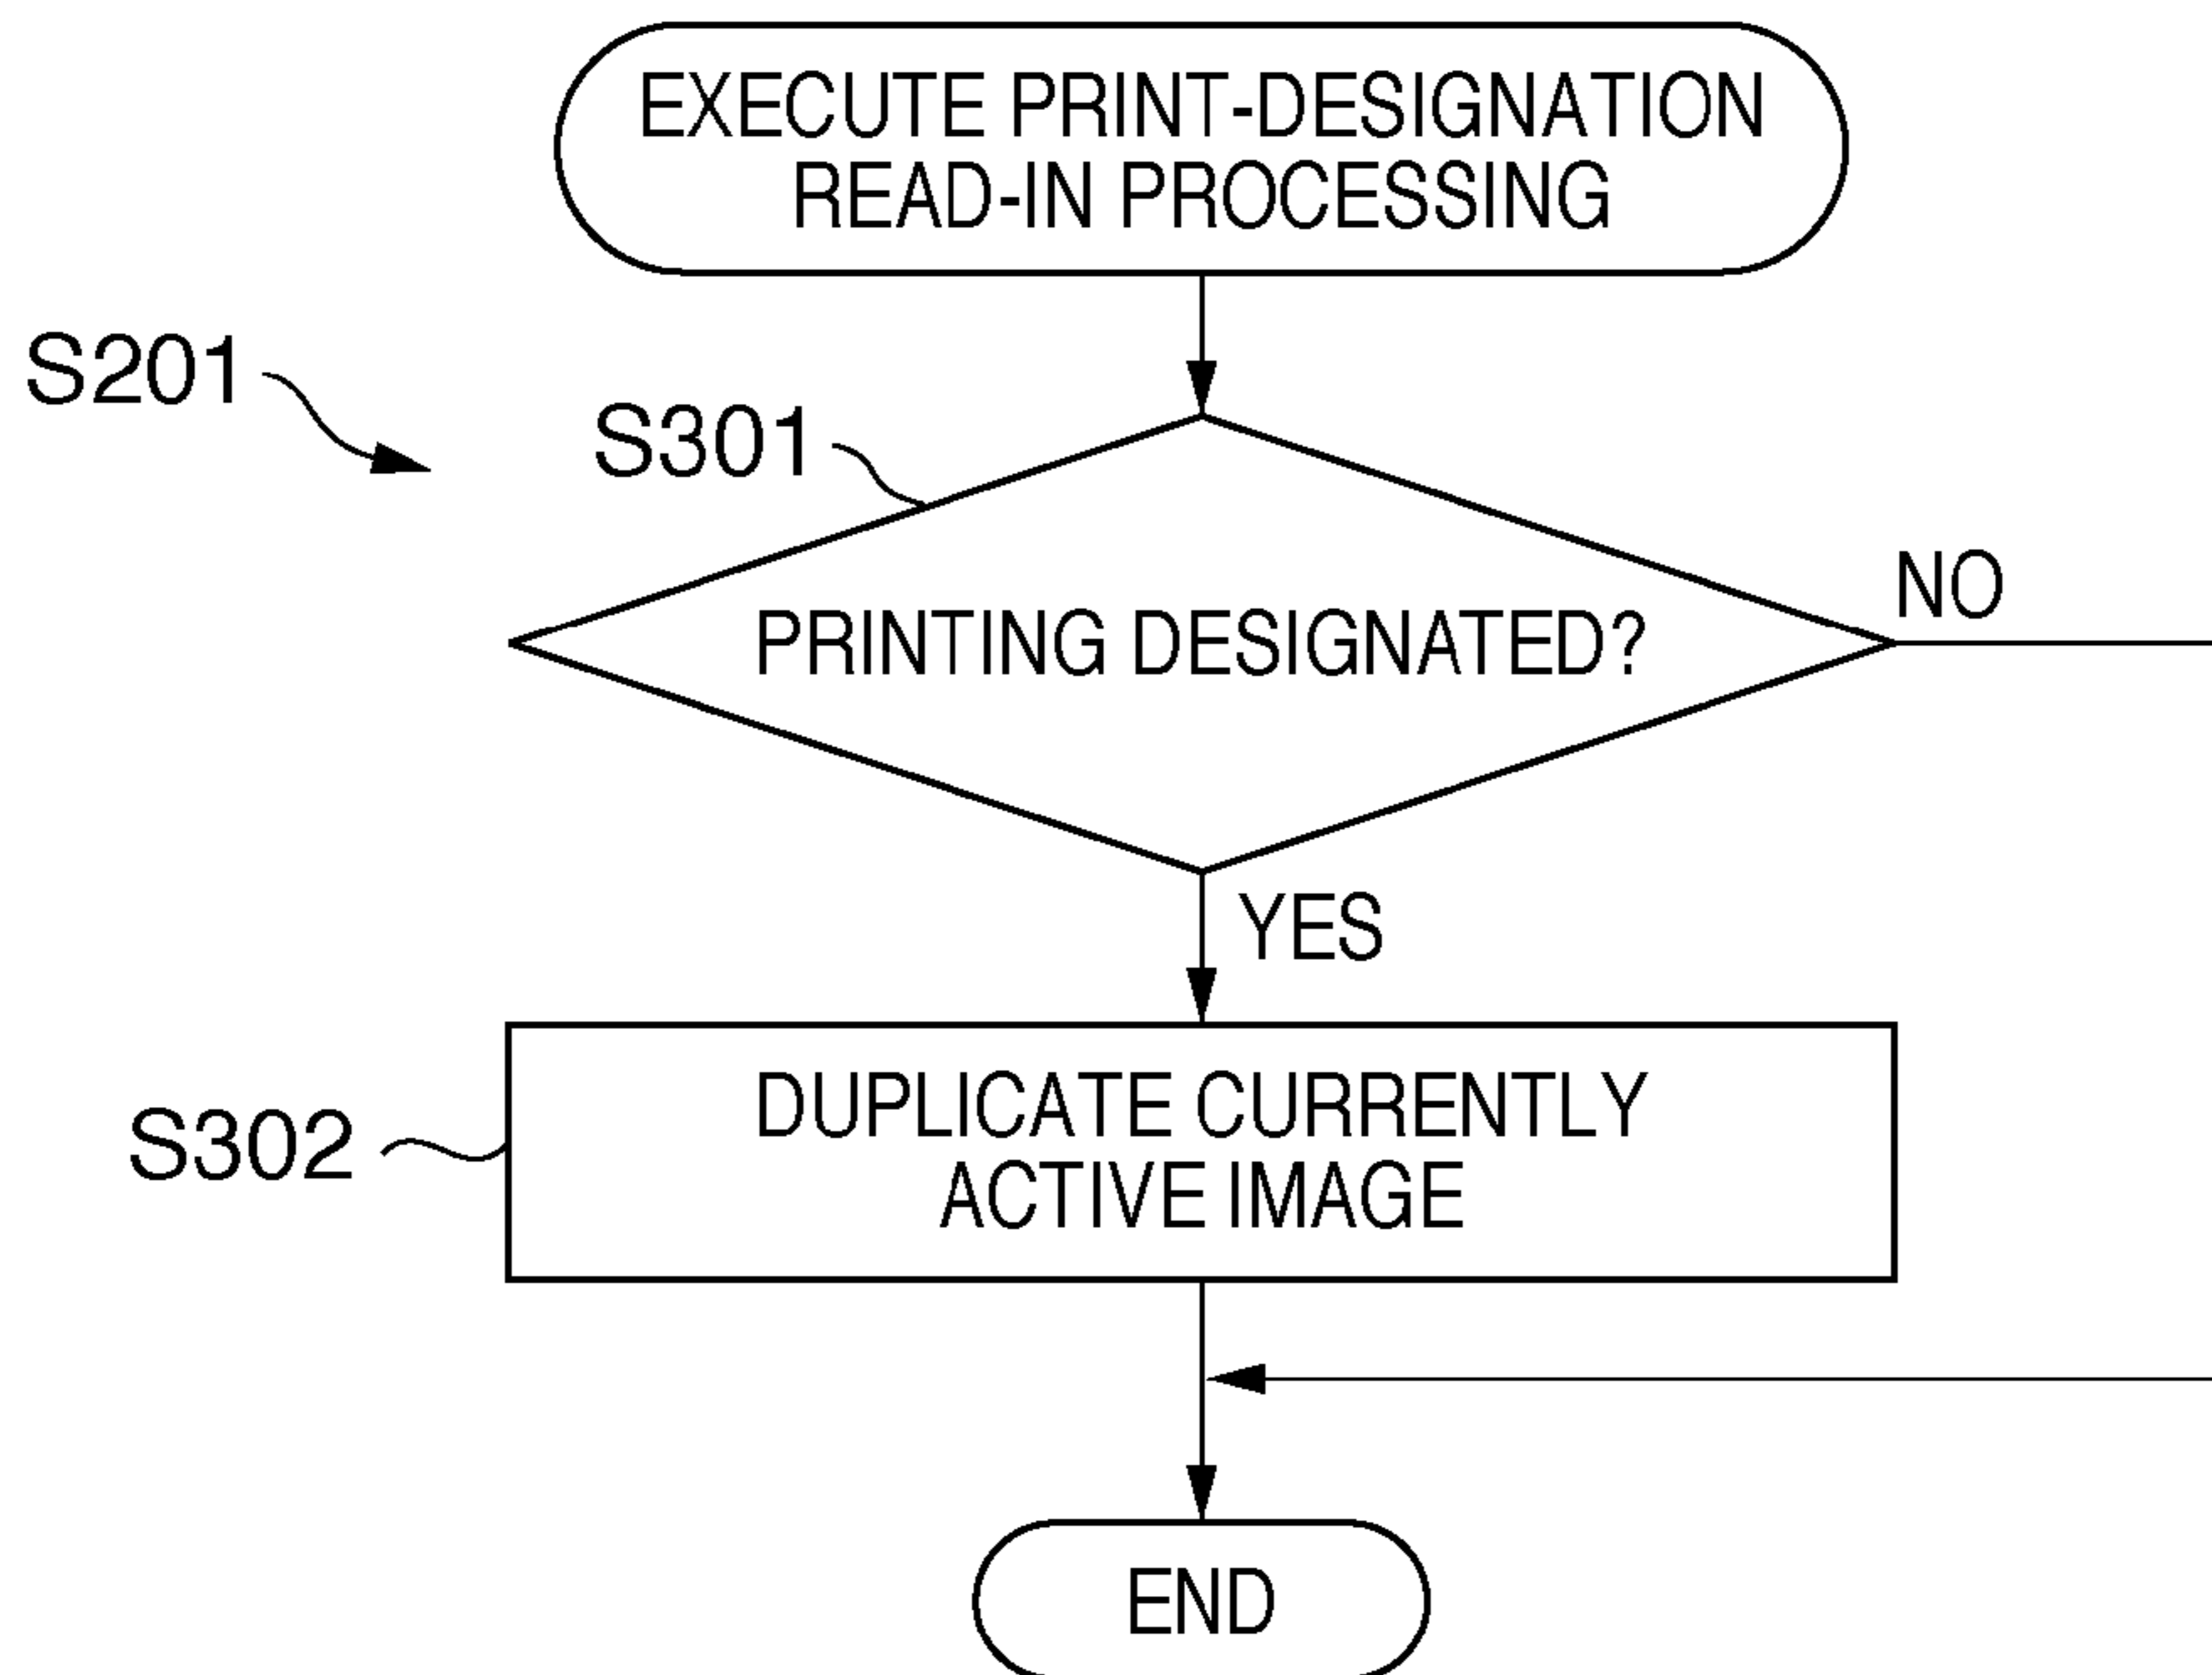 EXECUTE PRINT-DESIGNATION
READ-IN PROCESSING
S201
S301
PRINTING DESIGNATED?
NO
YES
DUPLICATE CURRENTLY
ACTIVE IMAGE
S302
END